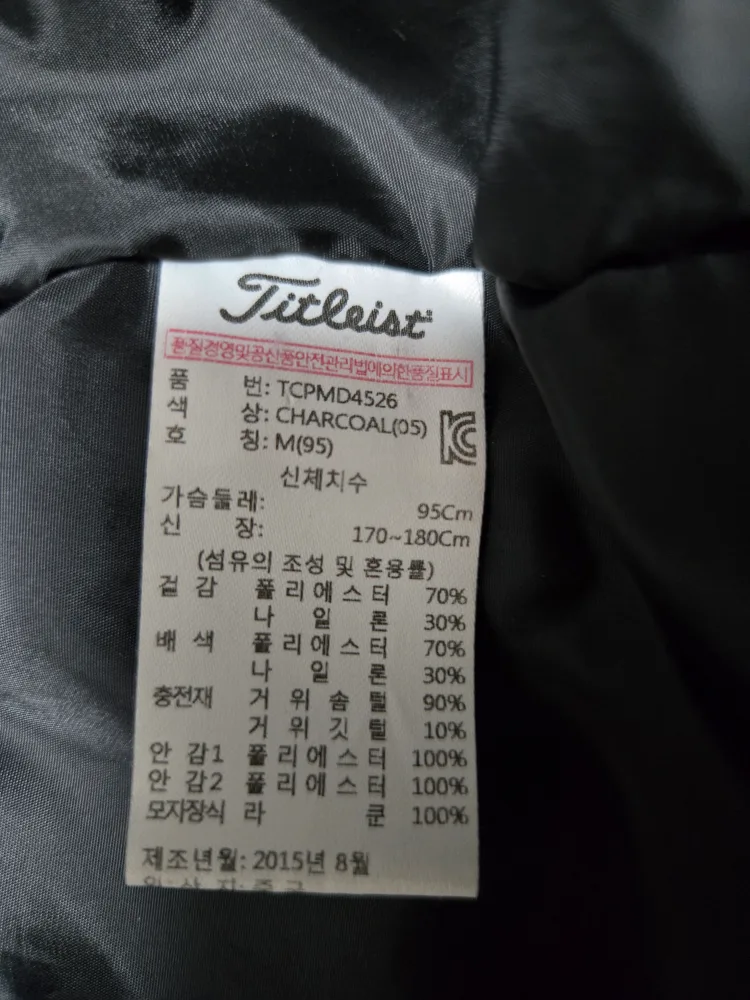 Titleist
품질경영및공산품안전관리법에의한품질표시
품 번: TCPMD4526
색 상: CHARCOAL(05)
호 칭: M(95)
신체치수
가슴둘레: 95Cm
신 장: 170~180Cm
(섬유의 조성 및 혼용률)
겉 감 폴 리 에 스 터 70%
나 일 론 30%
배 색 폴 리 에 스 터 70%
나 일 론 30%
충전재 거 위 솜 털 90%
거 위 깃 털 10%
안 감1 폴 리 에 스 터 100%
안 감2 폴 리 에 스 터 100%
모자장식 라 쿤 100%
제조년월: 2015년 8월